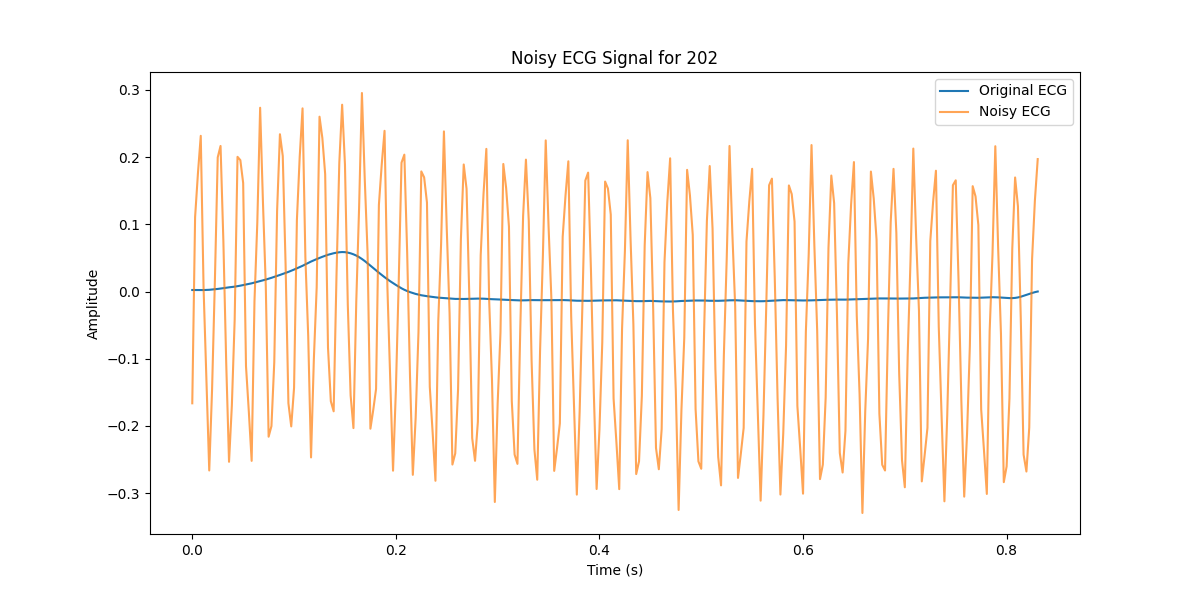 Noisy ECG Signal for 202
Original ECG
Noisy ECG
Amplitude
0.3
0.2
0.1
0.0
−0.1
−0.2
−0.3
0.0 0.2 0.4 0.6 0.8
Time (s)